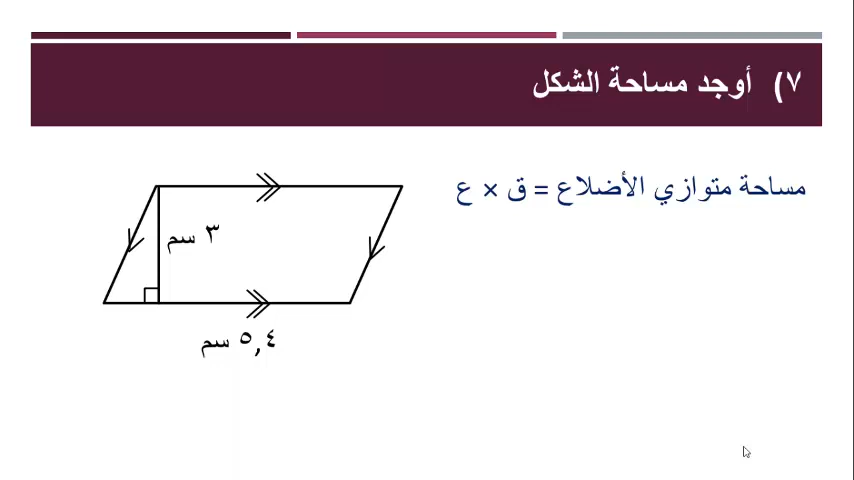 ٧) أوجد مساحة الشكل
مساحة متوازي الأضلاع = ق × ع
٣ سم
٥,٤ سم